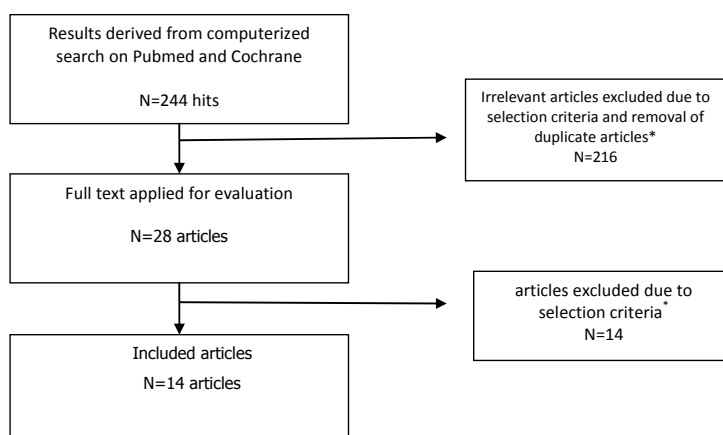 Results derived from computerized
search on Pubmed and Cochrane
N=244 hits
Irrelevant articles excluded due to
selection criteria and removal of
duplicate articles*
N=216
Full text applied for evaluation
N=28 articles
articles excluded due to
selection criteria*
N=14
Included articles
N=14 articles